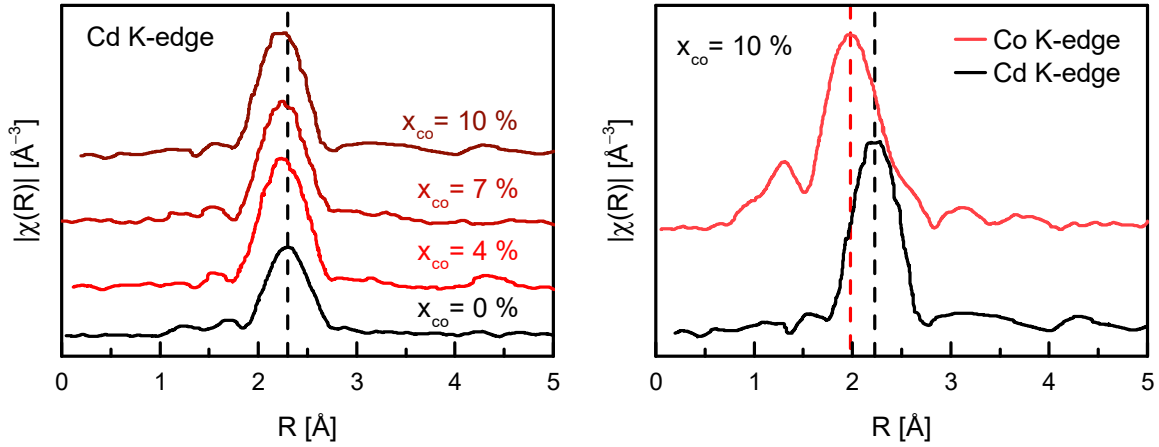 Cd K-edge
x_co= 10 %
x_co= 7 %
x_co= 4 %
x_co= 0 %
|χ(R)| [Å⁻³]
0 1 2 3 4 5
R [Å]
x_co= 10 %
Co K-edge
Cd K-edge
|χ(R)| [Å⁻³]
0 1 2 3 4 5
R [Å]